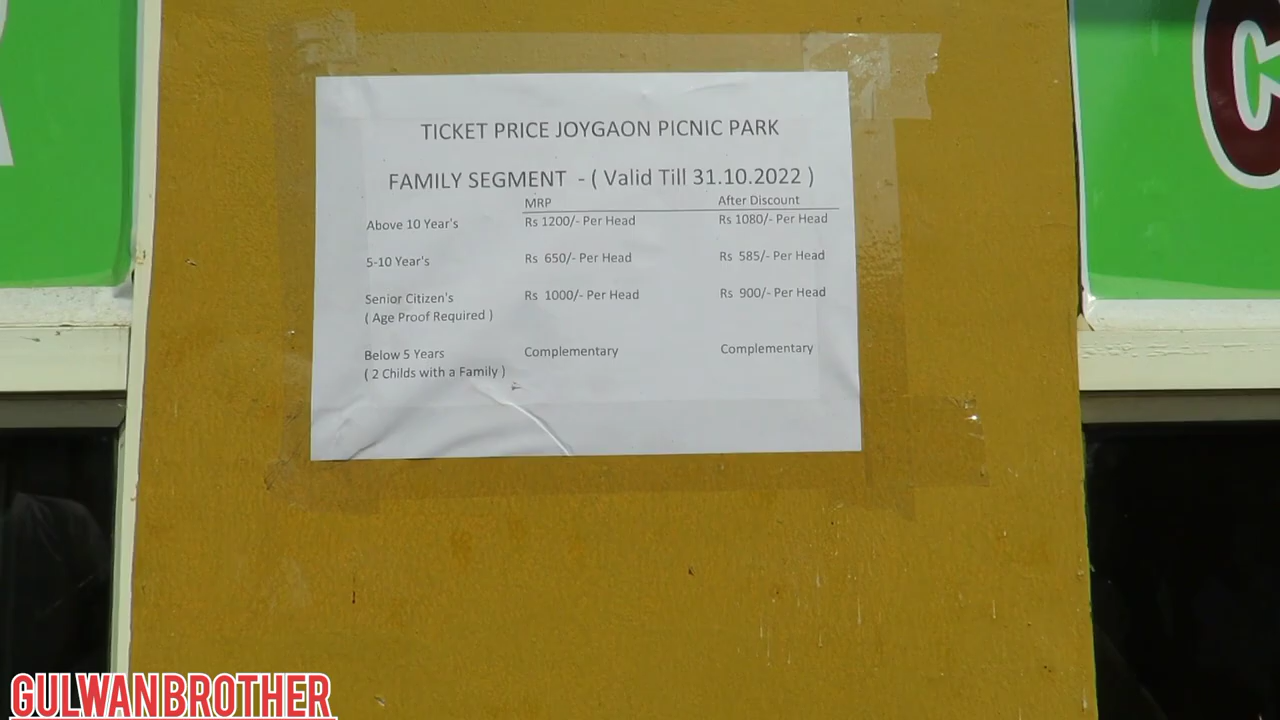 TICKET PRICE JOYGAON PICNIC PARK
FAMILY SEGMENT - ( Valid Till 31.10.2022 )
MRP After Discount
Above 10 Year's Rs 1200/- Per Head Rs 1080/- Per Head
5-10 Year's Rs 650/- Per Head Rs 585/- Per Head
Senior Citizen's Rs 1000/- Per Head Rs 900/- Per Head
( Age Proof Required )
Below 5 Years Complementary Complementary
( 2 Childs with a Family )
GULWANBROTHER